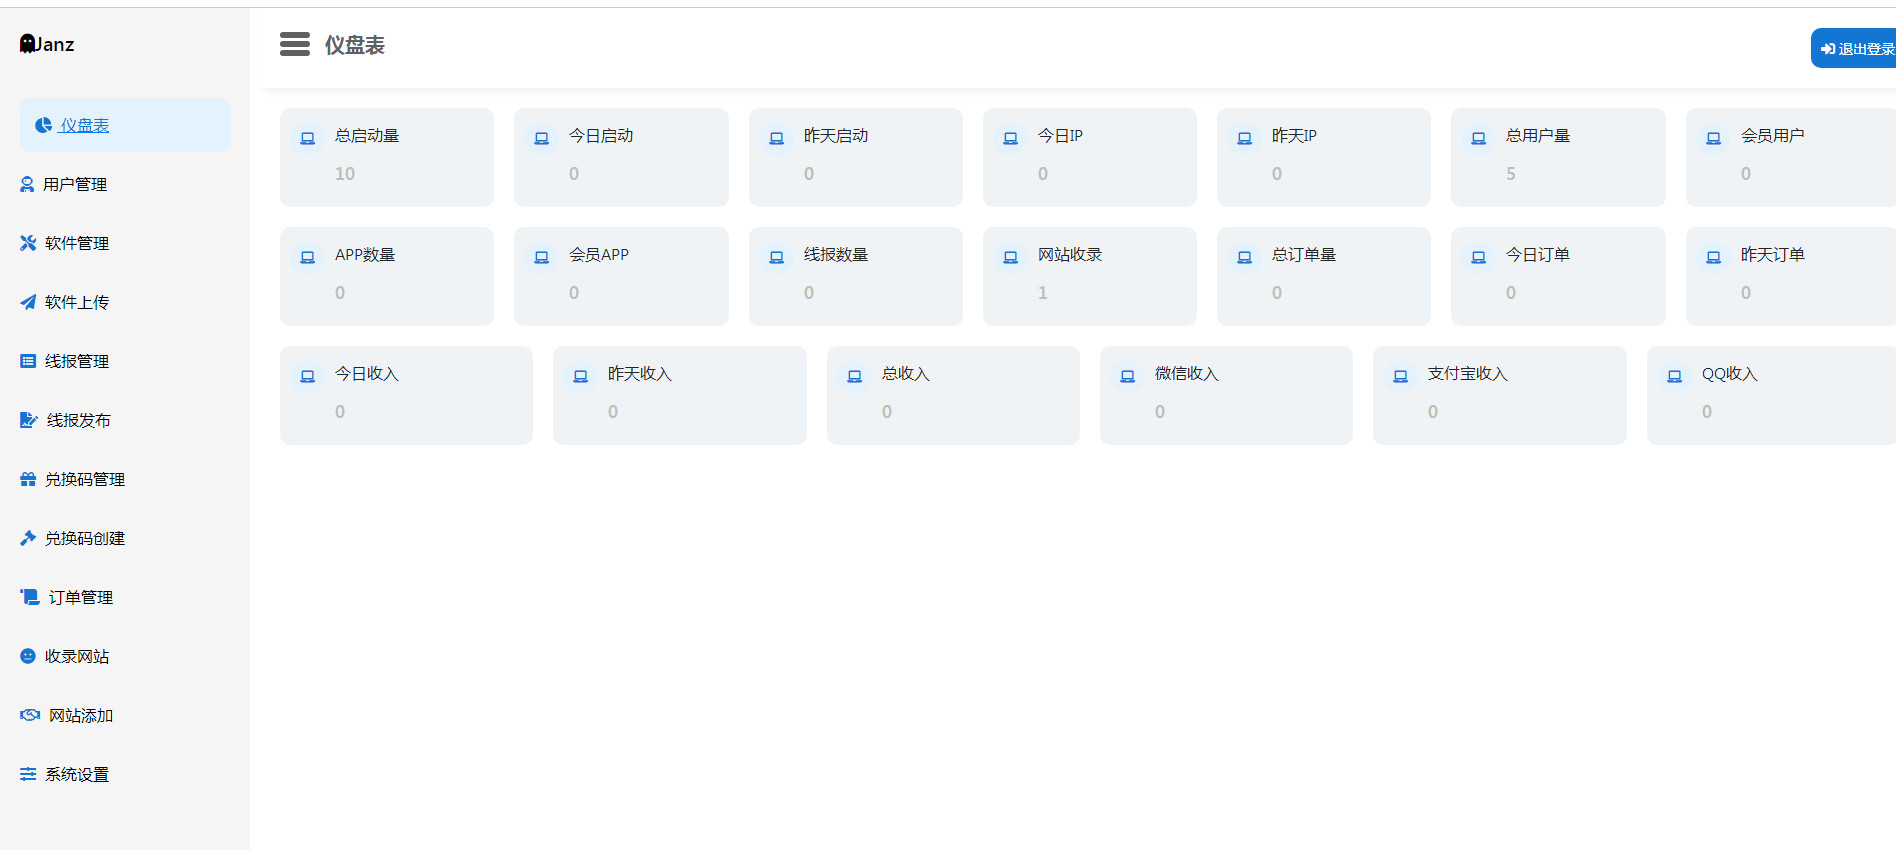 Janz
仪盘表
退出登录
仪盘表
用户管理
软件管理
软件上传
线报管理
线报发布
兑换码管理
兑换码创建
订单管理
收录网站
网站添加
系统设置
总启动量
10
今日启动
0
昨天启动
0
今日IP
0
昨天IP
0
总用户量
5
会员用户
0
APP数量
0
会员APP
0
线报数量
0
网站收录
1
总订单量
0
今日订单
0
昨天订单
0
今日收入
0
昨天收入
0
总收入
0
微信收入
0
支付宝收入
0
QQ收入
0